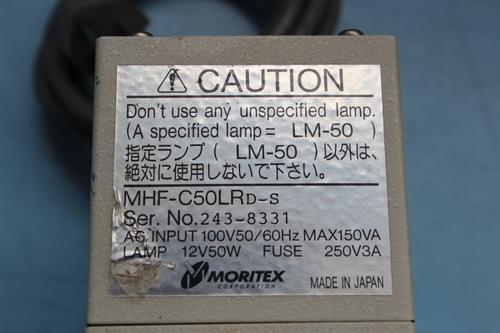 ⚠ CAUTION
Don't use any unspecified lamp.
(A specified lamp = LM-50 )
指定ランプ ( LM-50 ) 以外は、
絶対に使用しないで下さい。
MHF-C50LRD-S
Ser. No.243-8331
AC INPUT 100V50/60Hz MAX150VA
LAMP 12V50W FUSE 250V3A
MORITEX
CORPORATION
MADE IN JAPAN